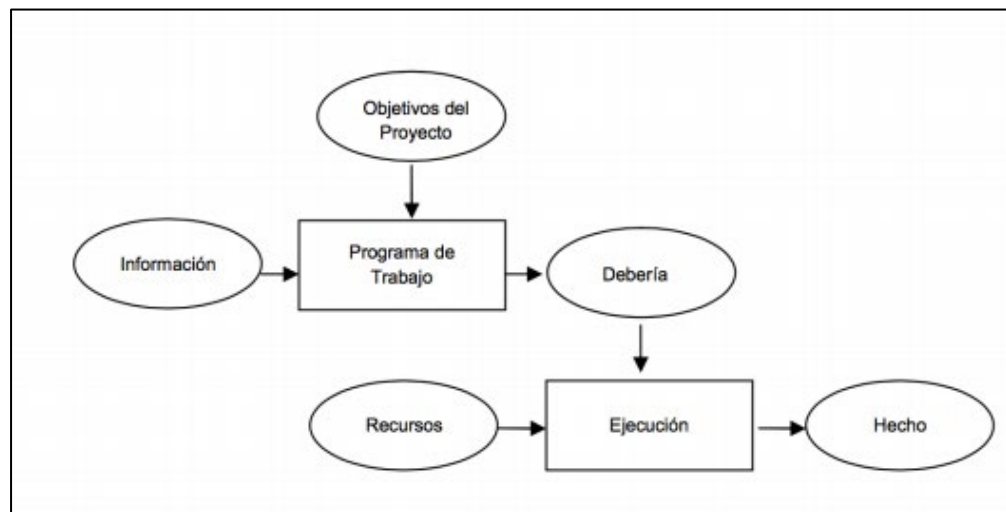 Objetivos del
Proyecto
Información
Programa de
Trabajo
Debería
Recursos
Ejecución
Hecho